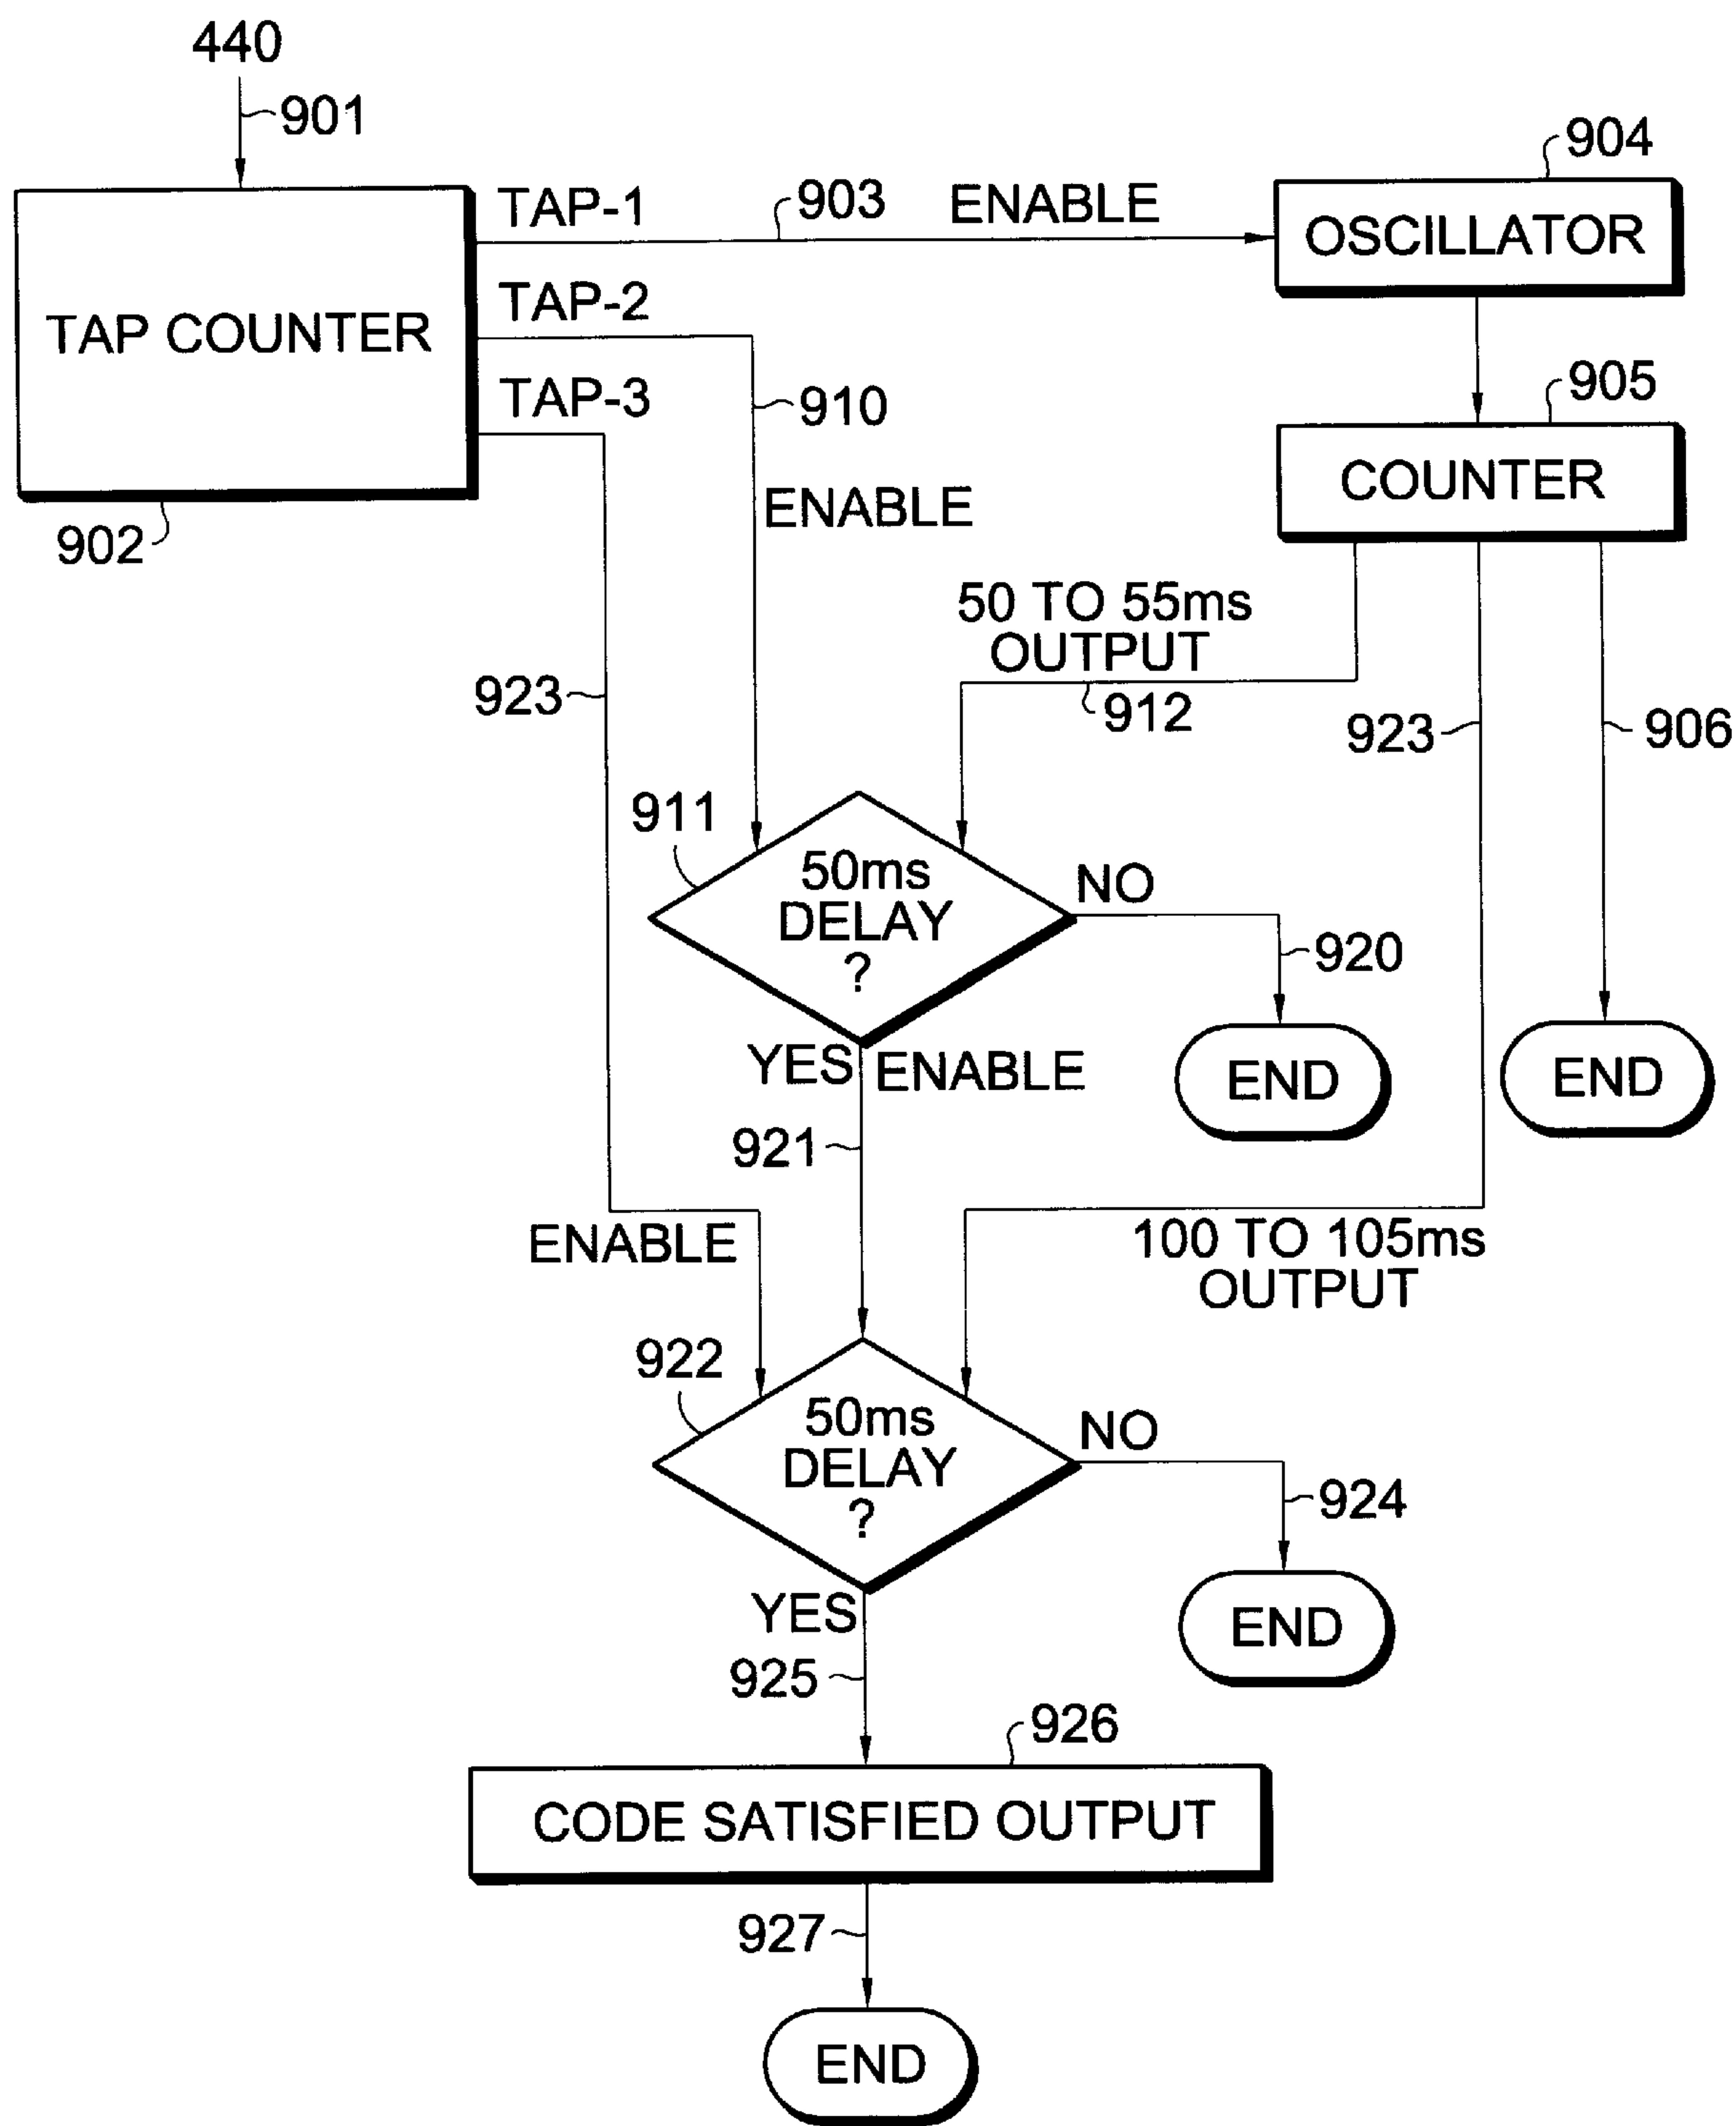 440
901
904
TAP-1
903
ENABLE
OSCILLATOR
TAP-2
TAP COUNTER
TAP-3
910
905
COUNTER
ENABLE
902
50 TO 55ms
OUTPUT
923
912
923
906
911
50ms
DELAY
?
NO
920
YES
ENABLE
END
END
921
ENABLE
100 TO 105ms
OUTPUT
922
50ms
DELAY
?
NO
924
YES
END
925
926
CODE SATISFIED OUTPUT
927
END